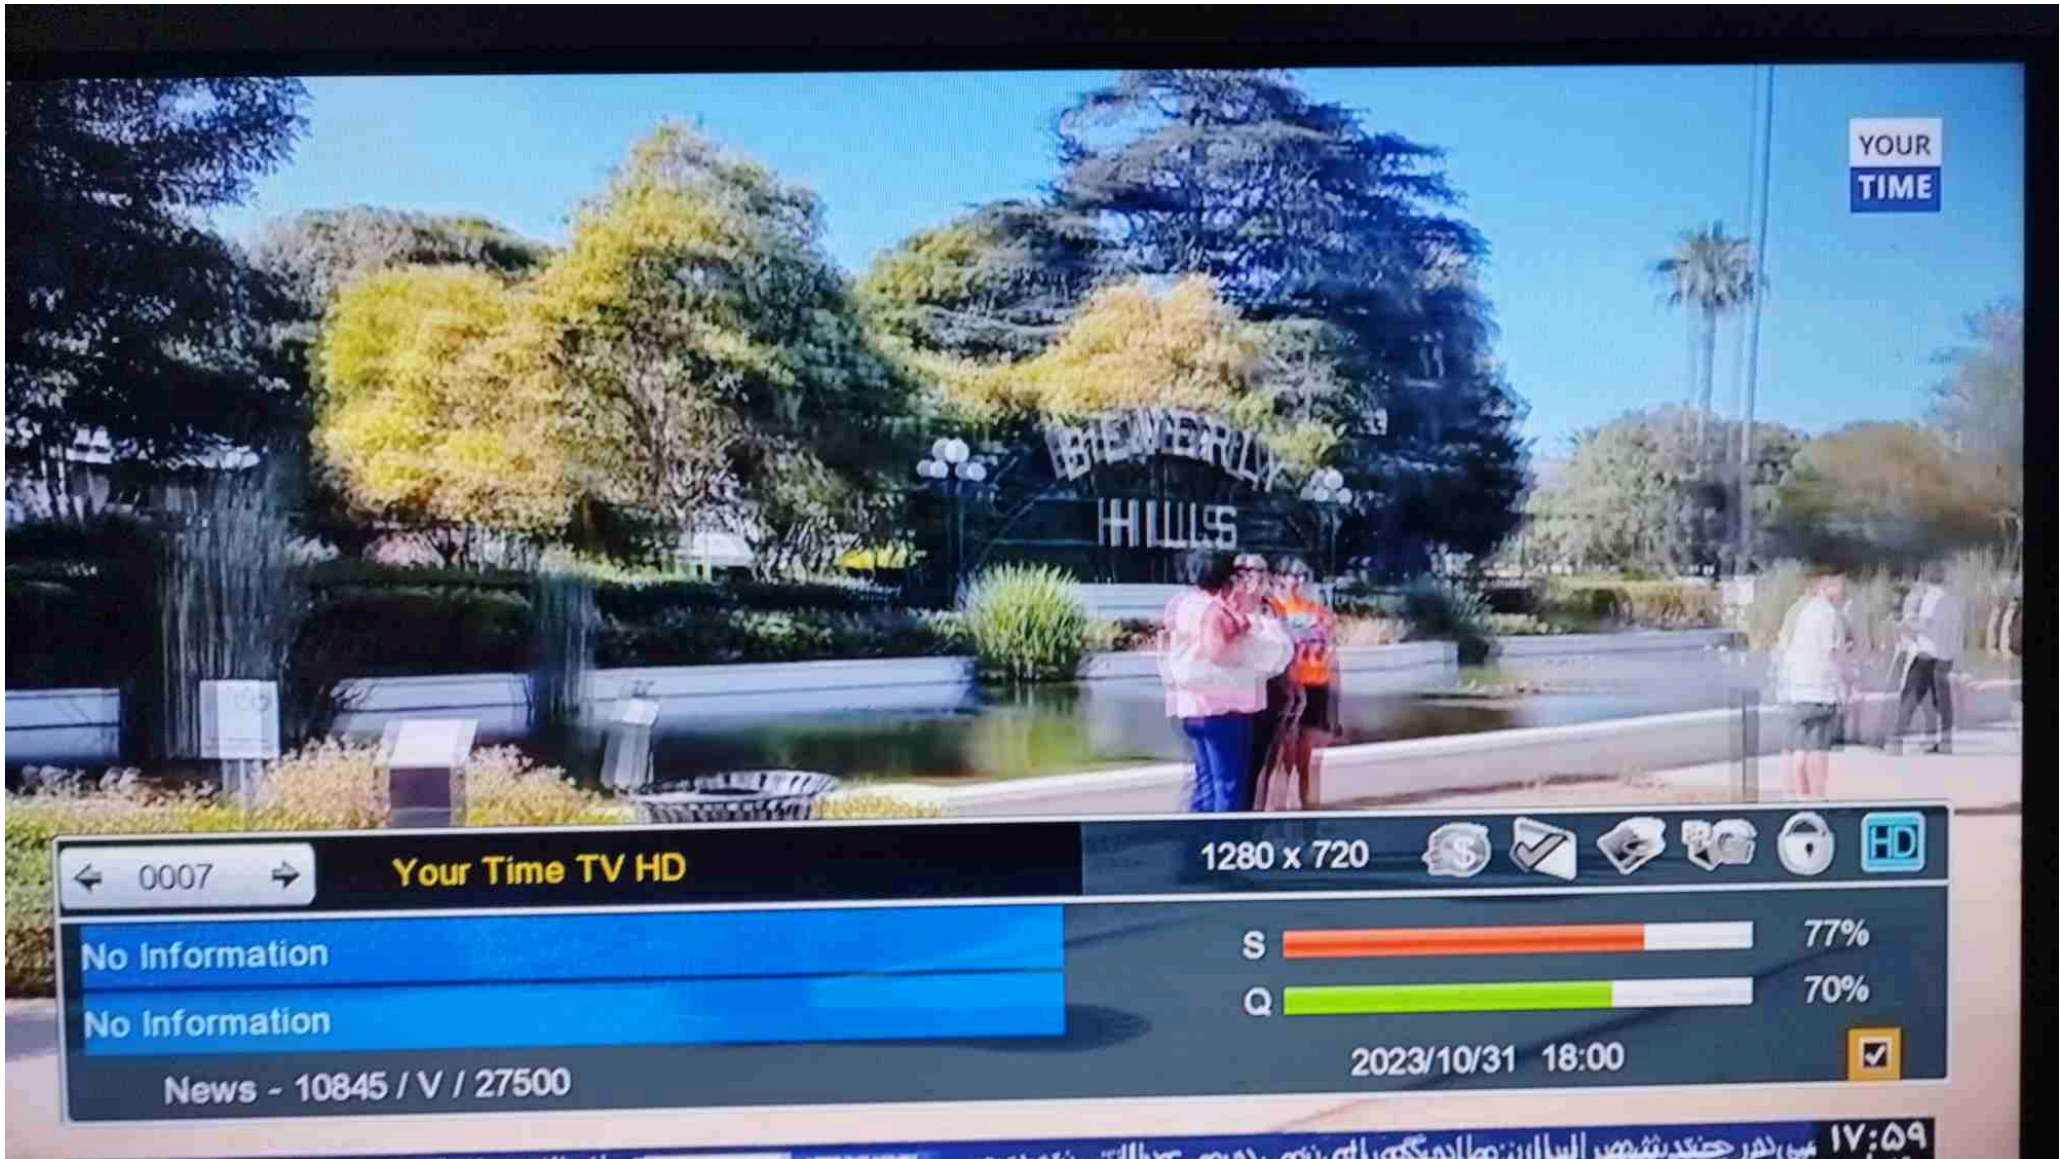 YOUR
TIME
BEVERLY
HILLS
0007
Your Time TV HD
1280 x 720
$
HD
No Information
S
77%
No Information
Q
70%
2023/10/31 18:00
News - 10845 / V / 27500
۱۷:۵۹